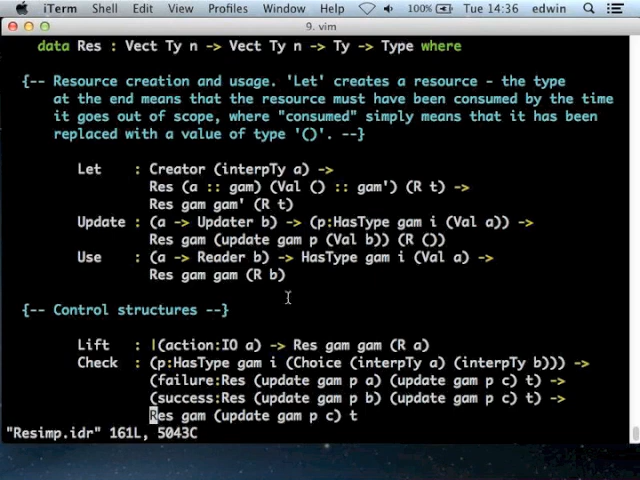 iTerm Shell Edit View Profiles Window Help 100% Tue 14:36 edwin
9. vim
data Res : Vect Ty n -> Vect Ty n -> Ty -> Type where
{-- Resource creation and usage. 'Let' creates a resource - the type
at the end means that the resource must have been consumed by the time
it goes out of scope, where "consumed" simply means that it has been
replaced with a value of type '()'. --}
Let : Creator (interpTy a) ->
Res (a :: gam) (Val () :: gam') (R t) ->
Res gam gam' (R t)
Update : (a -> Updater b) -> (p:HasType gam i (Val a)) ->
Res gam (update gam p (Val b)) (R ())
Use : (a -> Reader b) -> HasType gam i (Val a) ->
Res gam gam (R b)
{-- Control structures --}
Lift : |(action:IO a) -> Res gam gam (R a)
Check : (p:HasType gam i (Choice (interpTy a) (interpTy b))) ->
(failure:Res (update gam p a) (update gam p c) t) ->
(success:Res (update gam p b) (update gam p c) t) ->
Res gam (update gam p c) t
"Resimp.idr" 161L, 5043C